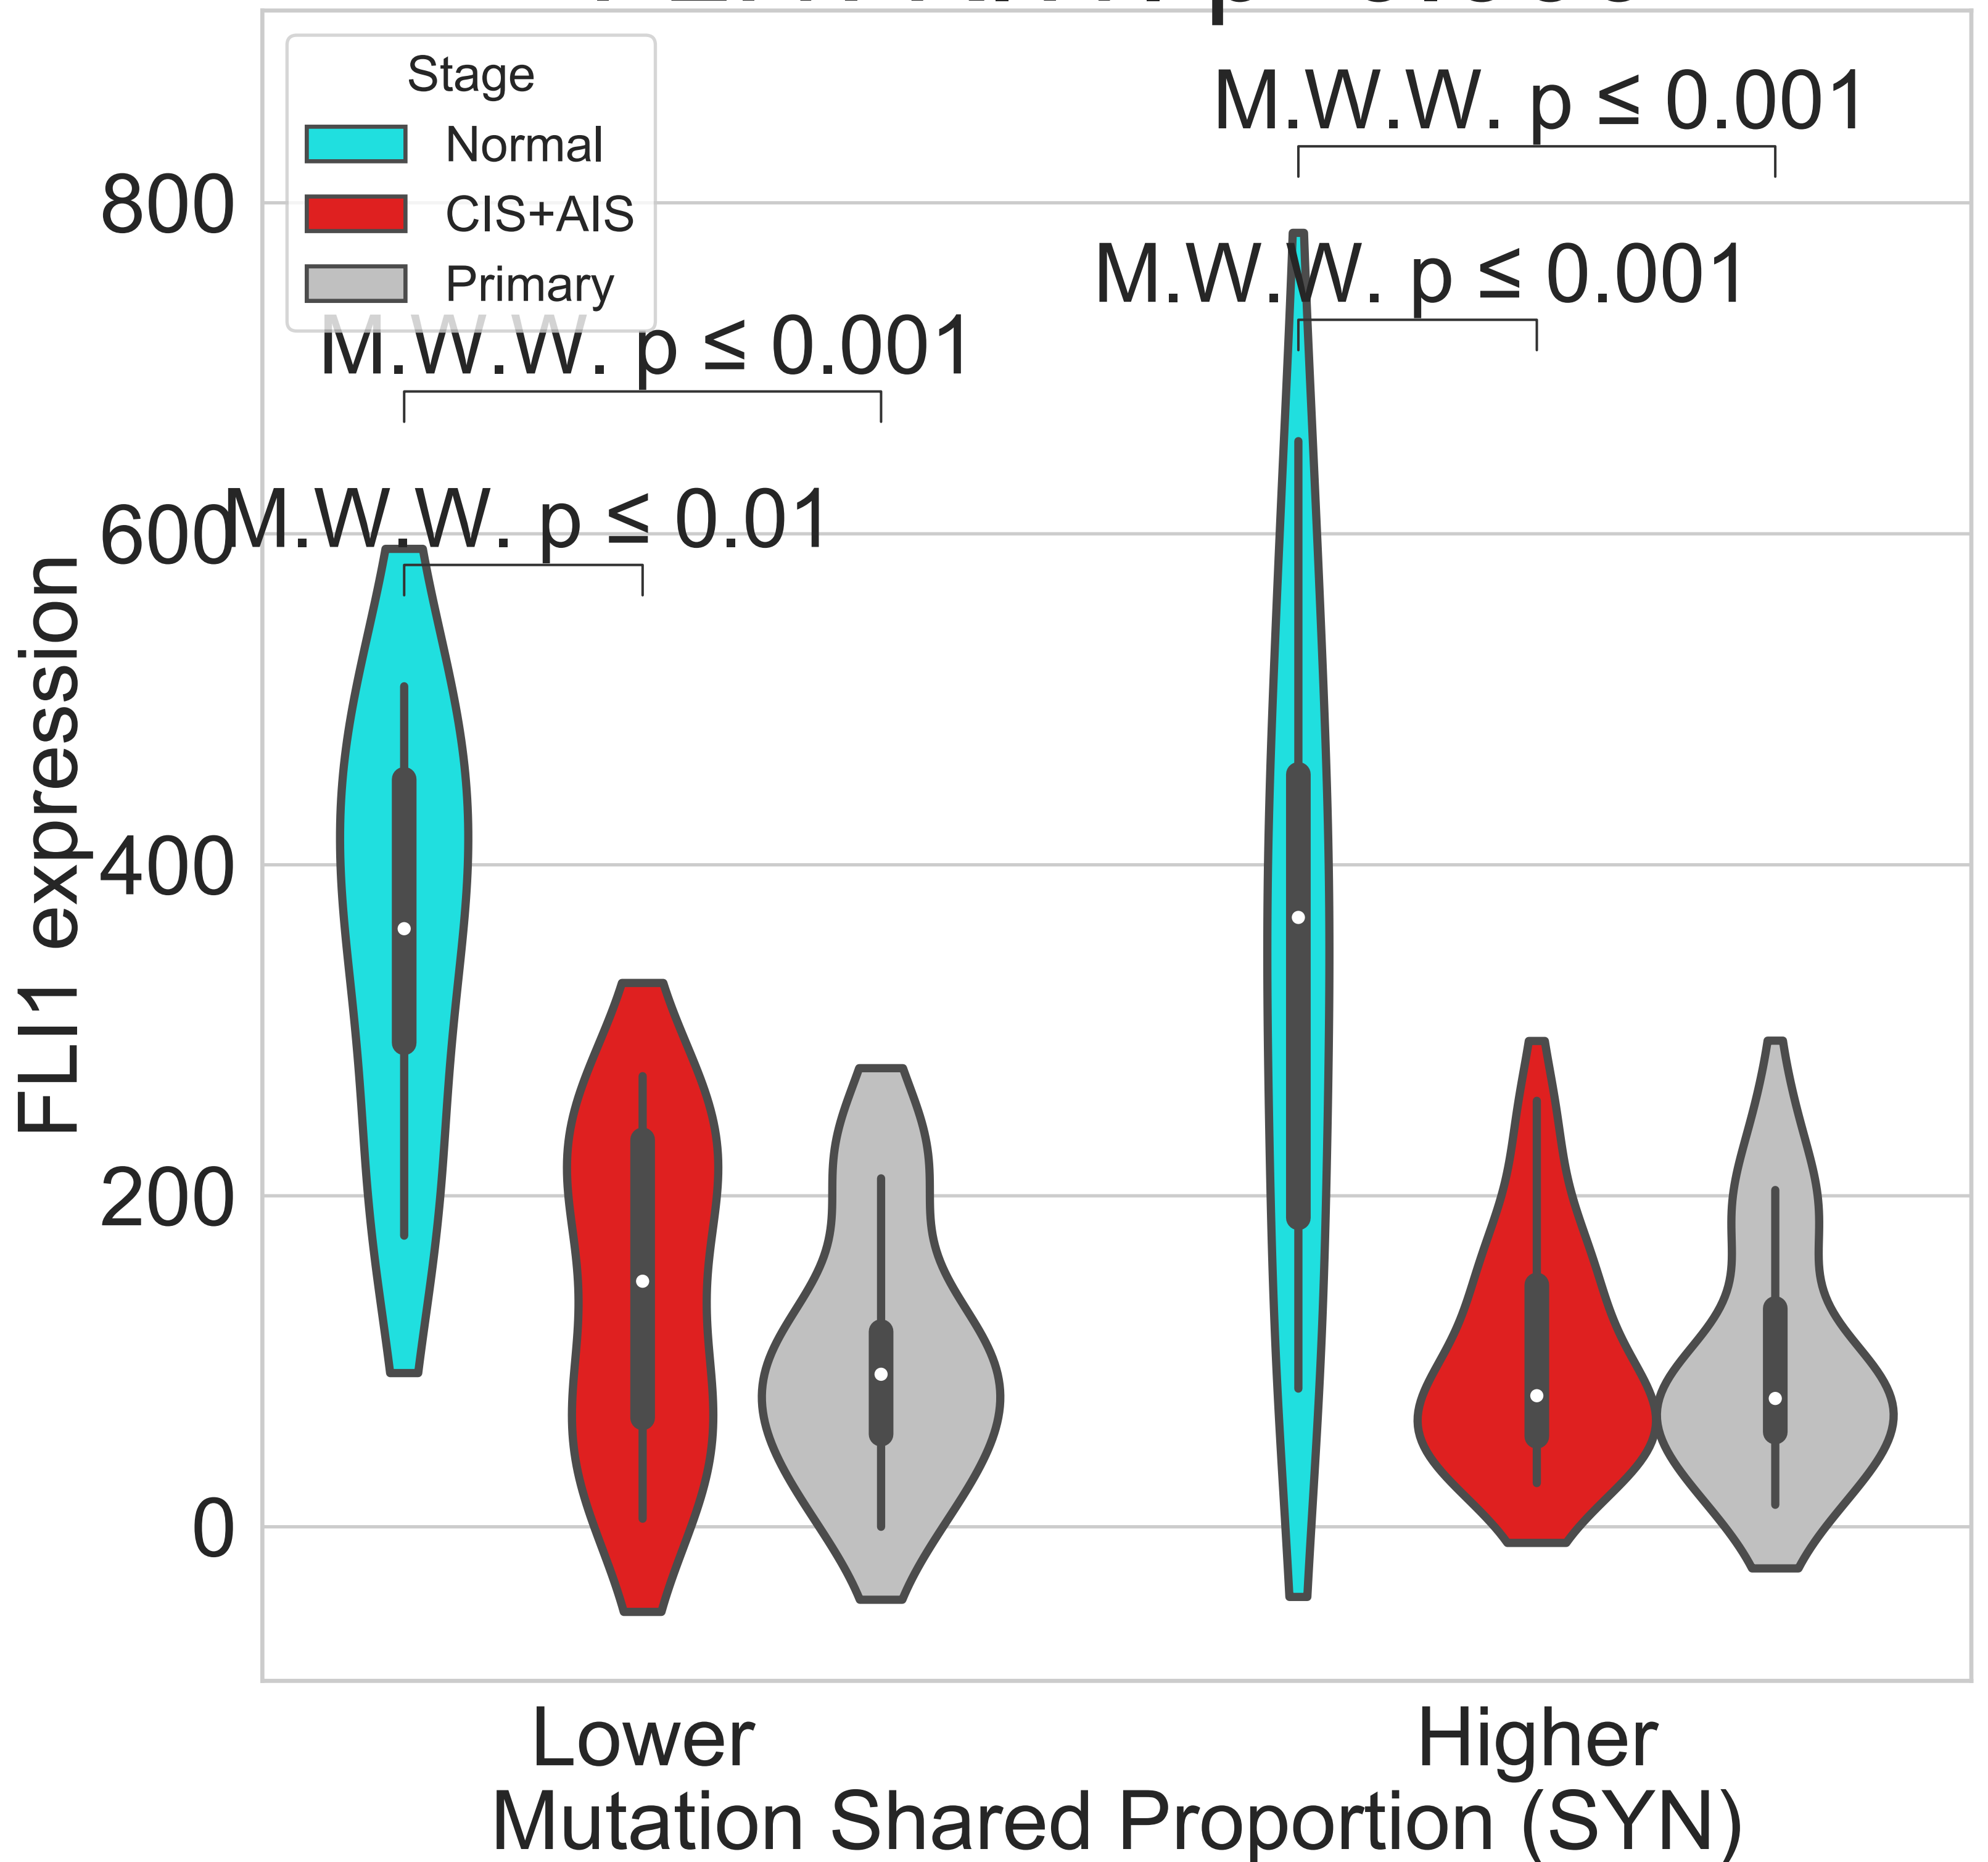 Stage
Normal
CIS+AIS
Primary
M.W.W. p ≤ 0.001
M.W.W. p ≤ 0.001
M.W.W. p ≤ 0.001
M.W.W. p ≤ 0.01
800
600
400
200
0
FLI1 expression
Lower
Higher
Mutation Shared Proportion (SYN)